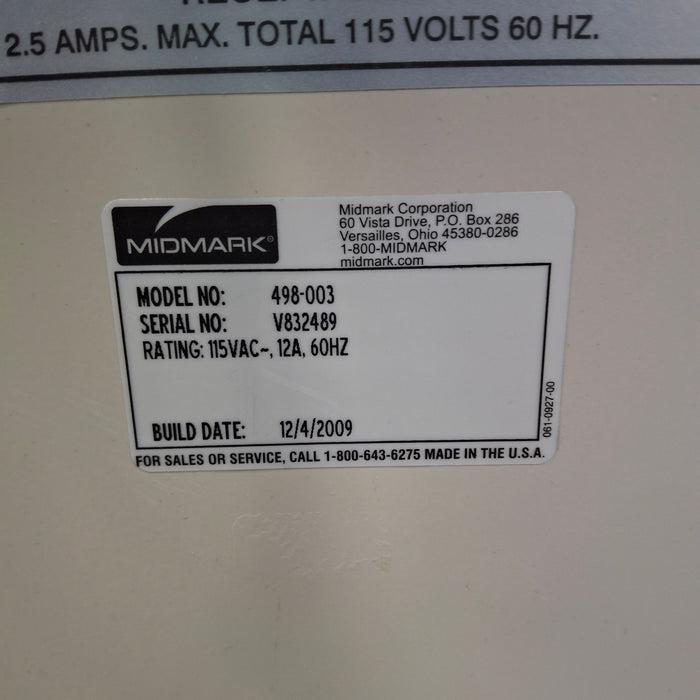 2.5 AMPS. MAX. TOTAL 115 VOLTS 60 HZ.
MIDMARK®
Midmark Corporation
60 Vista Drive, P.O. Box 286
Versailles, Ohio 45380-0286
1-800-MIDMARK
midmark.com
MODEL NO: 498-003
SERIAL NO: V832489
RATING: 115VAC~, 12A, 60HZ
BUILD DATE: 12/4/2009
061-0927-00
FOR SALES OR SERVICE, CALL 1-800-643-6275 MADE IN THE U.S.A.